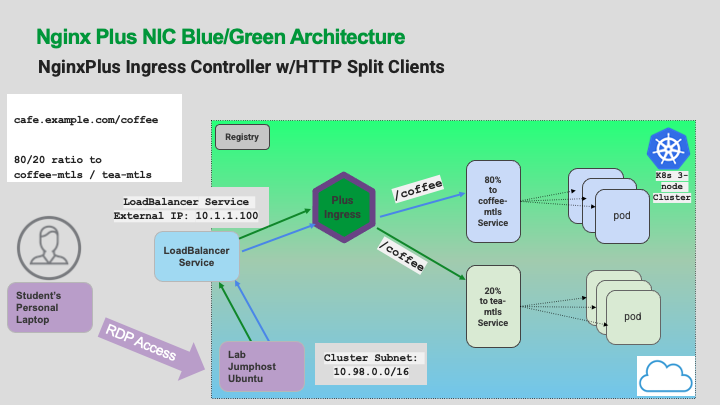 Nginx Plus NIC Blue/Green Architecture
NginxPlus Ingress Controller w/HTTP Split Clients
cafe.example.com/coffee
80/20 ratio to
coffee-mtls / tea-mtls
Registry
K8s 3-
node
Cluster
LoadBalancer Service
External IP: 10.1.1.100
Plus
Ingress
/coffee
80%
to
coffee-
mtls
Service
pod
LoadBalancer
Service
/coffee
20%
to tea-
mtls
Service
pod
Student's
Personal
Laptop
RDP Access
Lab
Jumphost
Ubuntu
Cluster Subnet:
10.98.0.0/16